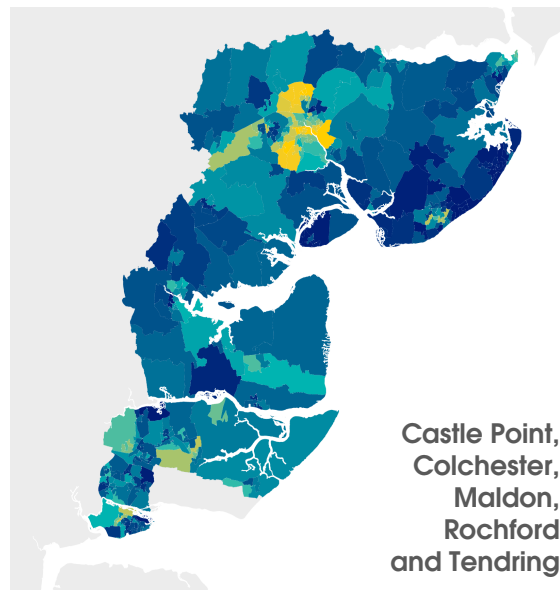 Castle Point,
Colchester,
Maldon,
Rochford
and Tendring